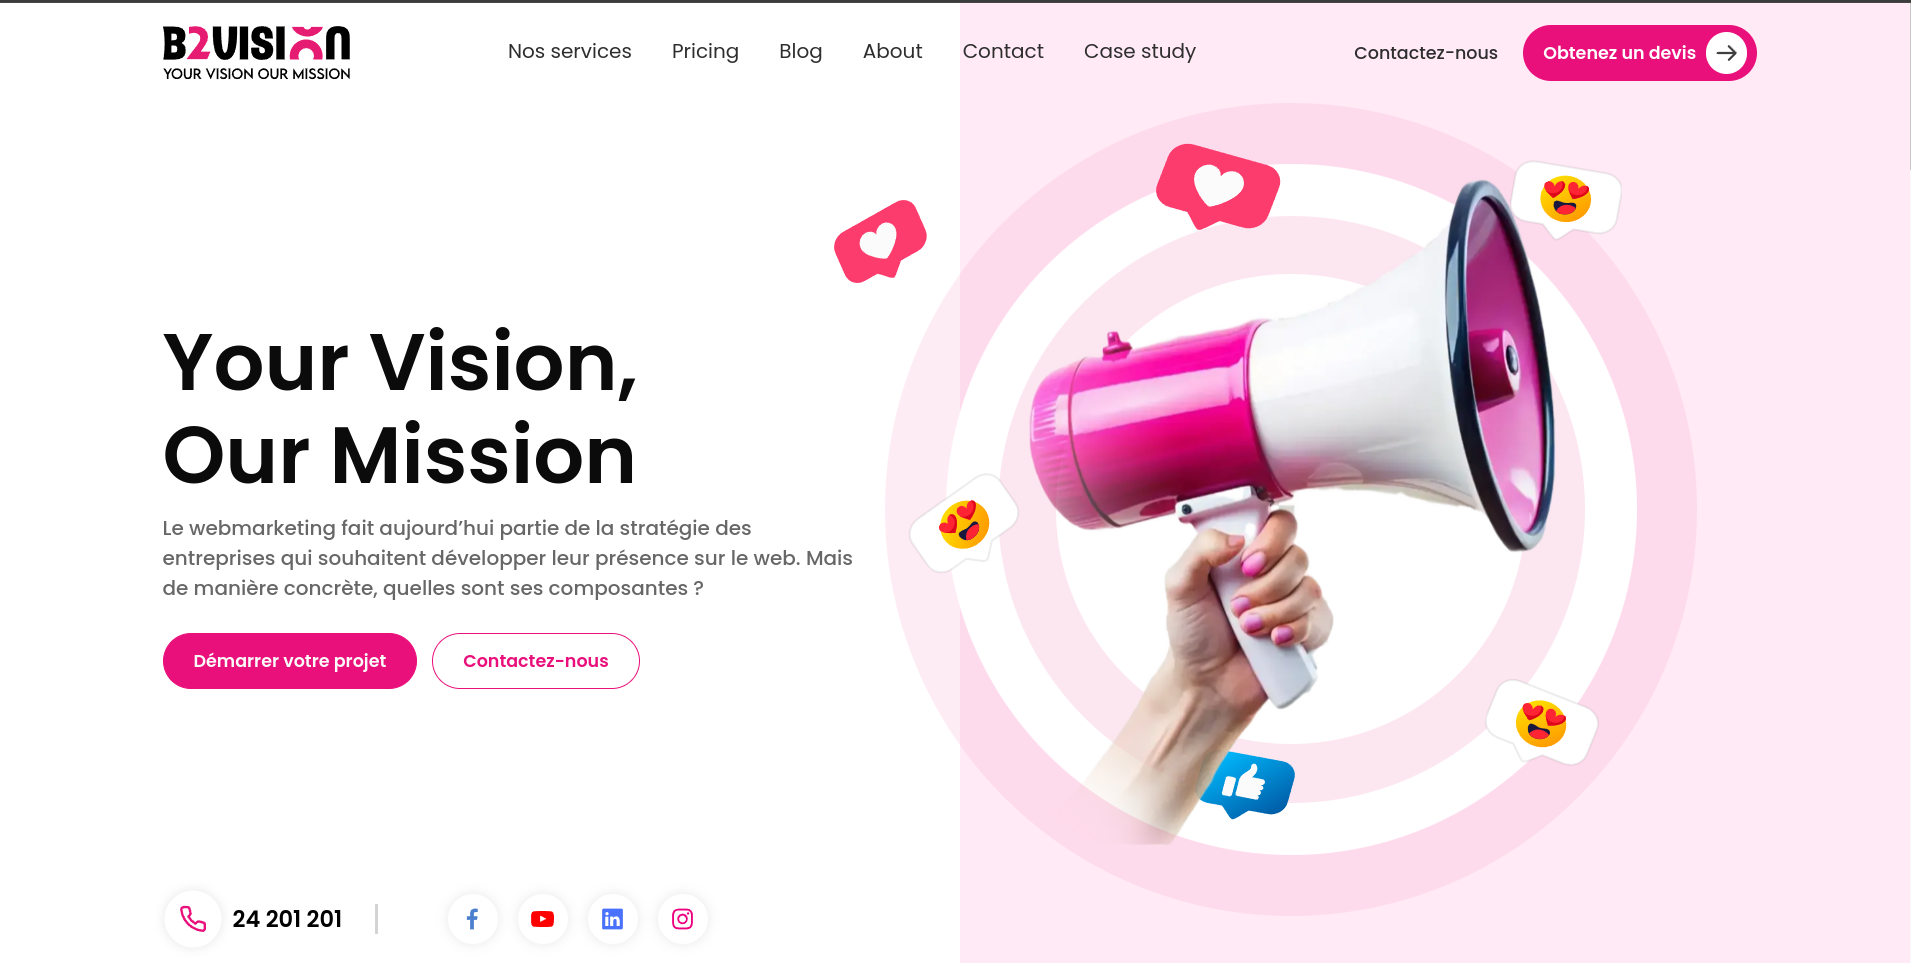 B2VISION
YOUR VISION OUR MISSION
Nos services
Pricing
Blog
About
Contact
Case study
Contactez-nous
Obtenez un devis
Your Vision,
Our Mission
Le webmarketing fait aujourd’hui partie de la stratégie des
entreprises qui souhaitent développer leur présence sur le web. Mais
de manière concrète, quelles sont ses composantes ?
Démarrer votre projet
Contactez-nous
24 201 201